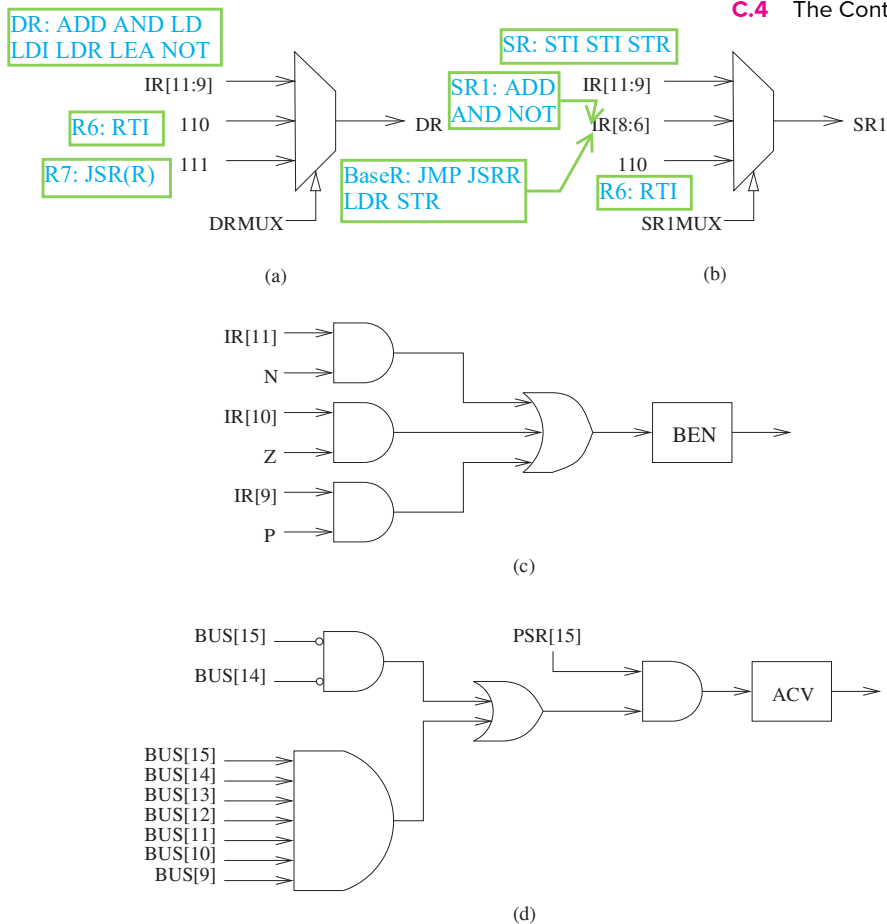 C.4 The Cont
DR: ADD AND LD
LDI LDR LEA NOT
IR[11:9]
R6: RTI
110
R7: JSR(R)
111
DR
DRMUX
(a)
SR: STI STI STR
IR[11:9]
SR1: ADD
AND NOT
IR[8:6]
BaseR: JMP JSRR
LDR STR
110
R6: RTI
SR1
SR1MUX
(b)
IR[11]
N
IR[10]
Z
IR[9]
P
BEN
(c)
BUS[15]
BUS[14]
PSR[15]
ACV
BUS[15]
BUS[14]
BUS[13]
BUS[12]
BUS[11]
BUS[10]
BUS[9]
(d)